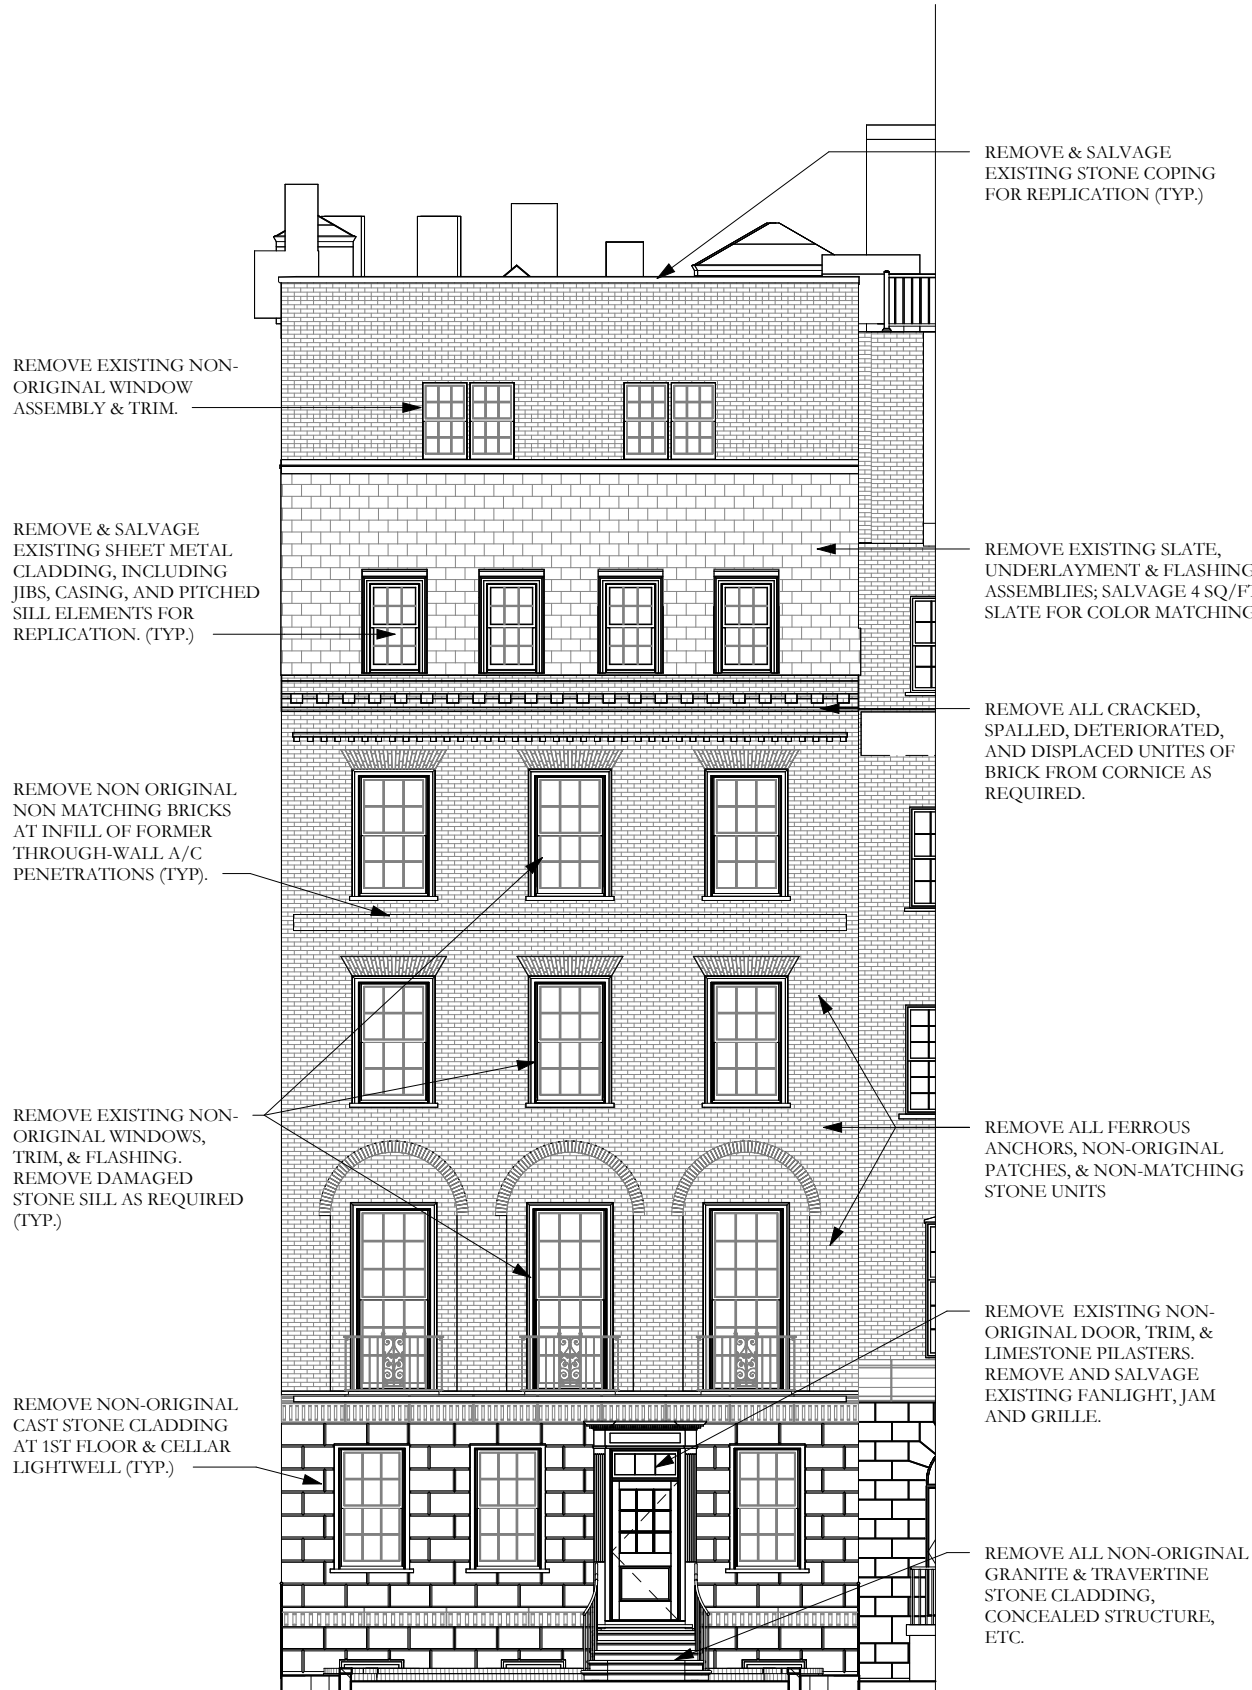 REMOVE & SALVAGE
EXISTING STONE COPING
FOR REPLICATION (TYP.)
REMOVE EXISTING NON-
ORIGINAL WINDOW
ASSEMBLY & TRIM.
REMOVE & SALVAGE
EXISTING SHEET METAL
CLADDING, INCLUDING
JIBS, CASING, AND PITCHED
SILL ELEMENTS FOR
REPLICATION. (TYP.)
REMOVE EXISTING SLATE,
UNDERLAYMENT & FLASHING
ASSEMBLIES; SALVAGE 4 SQ/FT
SLATE FOR COLOR MATCHING
REMOVE ALL CRACKED,
SPALLED, DETERIORATED,
AND DISPLACED UNITES OF
BRICK FROM CORNICE AS
REQUIRED.
REMOVE NON ORIGINAL
NON MATCHING BRICKS
AT INFILL OF FORMER
THROUGH-WALL A/C
PENETRATIONS (TYP).
REMOVE EXISTING NON-
ORIGINAL WINDOWS,
TRIM, & FLASHING.
REMOVE DAMAGED
STONE SILL AS REQUIRED
(TYP.)
REMOVE ALL FERROUS
ANCHORS, NON-ORIGINAL
PATCHES, & NON-MATCHING
STONE UNITS
REMOVE EXISTING NON-
ORIGINAL DOOR, TRIM, &
LIMESTONE PILASTERS.
REMOVE AND SALVAGE
EXISTING FANLIGHT, JAM
AND GRILLE.
REMOVE NON-ORIGINAL
CAST STONE CLADDING
AT 1ST FLOOR & CELLAR
LIGHTWELL (TYP.)
REMOVE ALL NON-ORIGINAL
GRANITE & TRAVERTINE
STONE CLADDING,
CONCEALED STRUCTURE,
ETC.